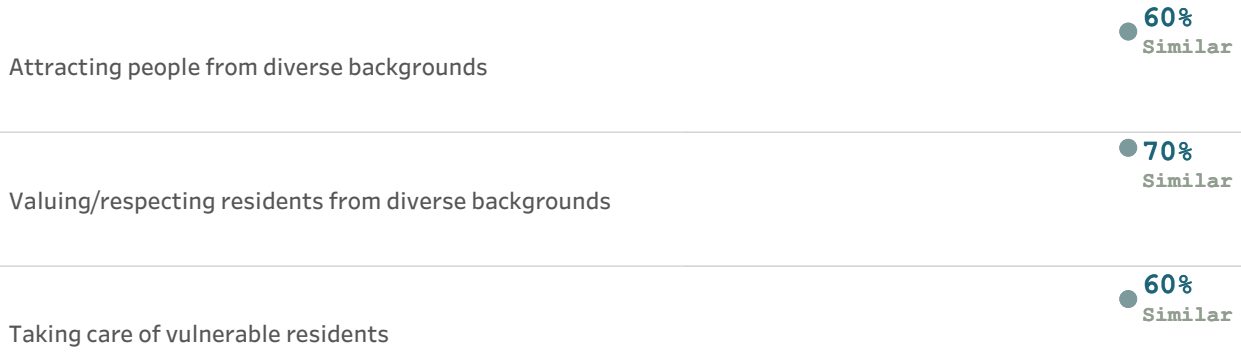 60%
Similar
Attracting people from diverse backgrounds
70%
Similar
Valuing/respecting residents from diverse backgrounds
60%
Similar
Taking care of vulnerable residents